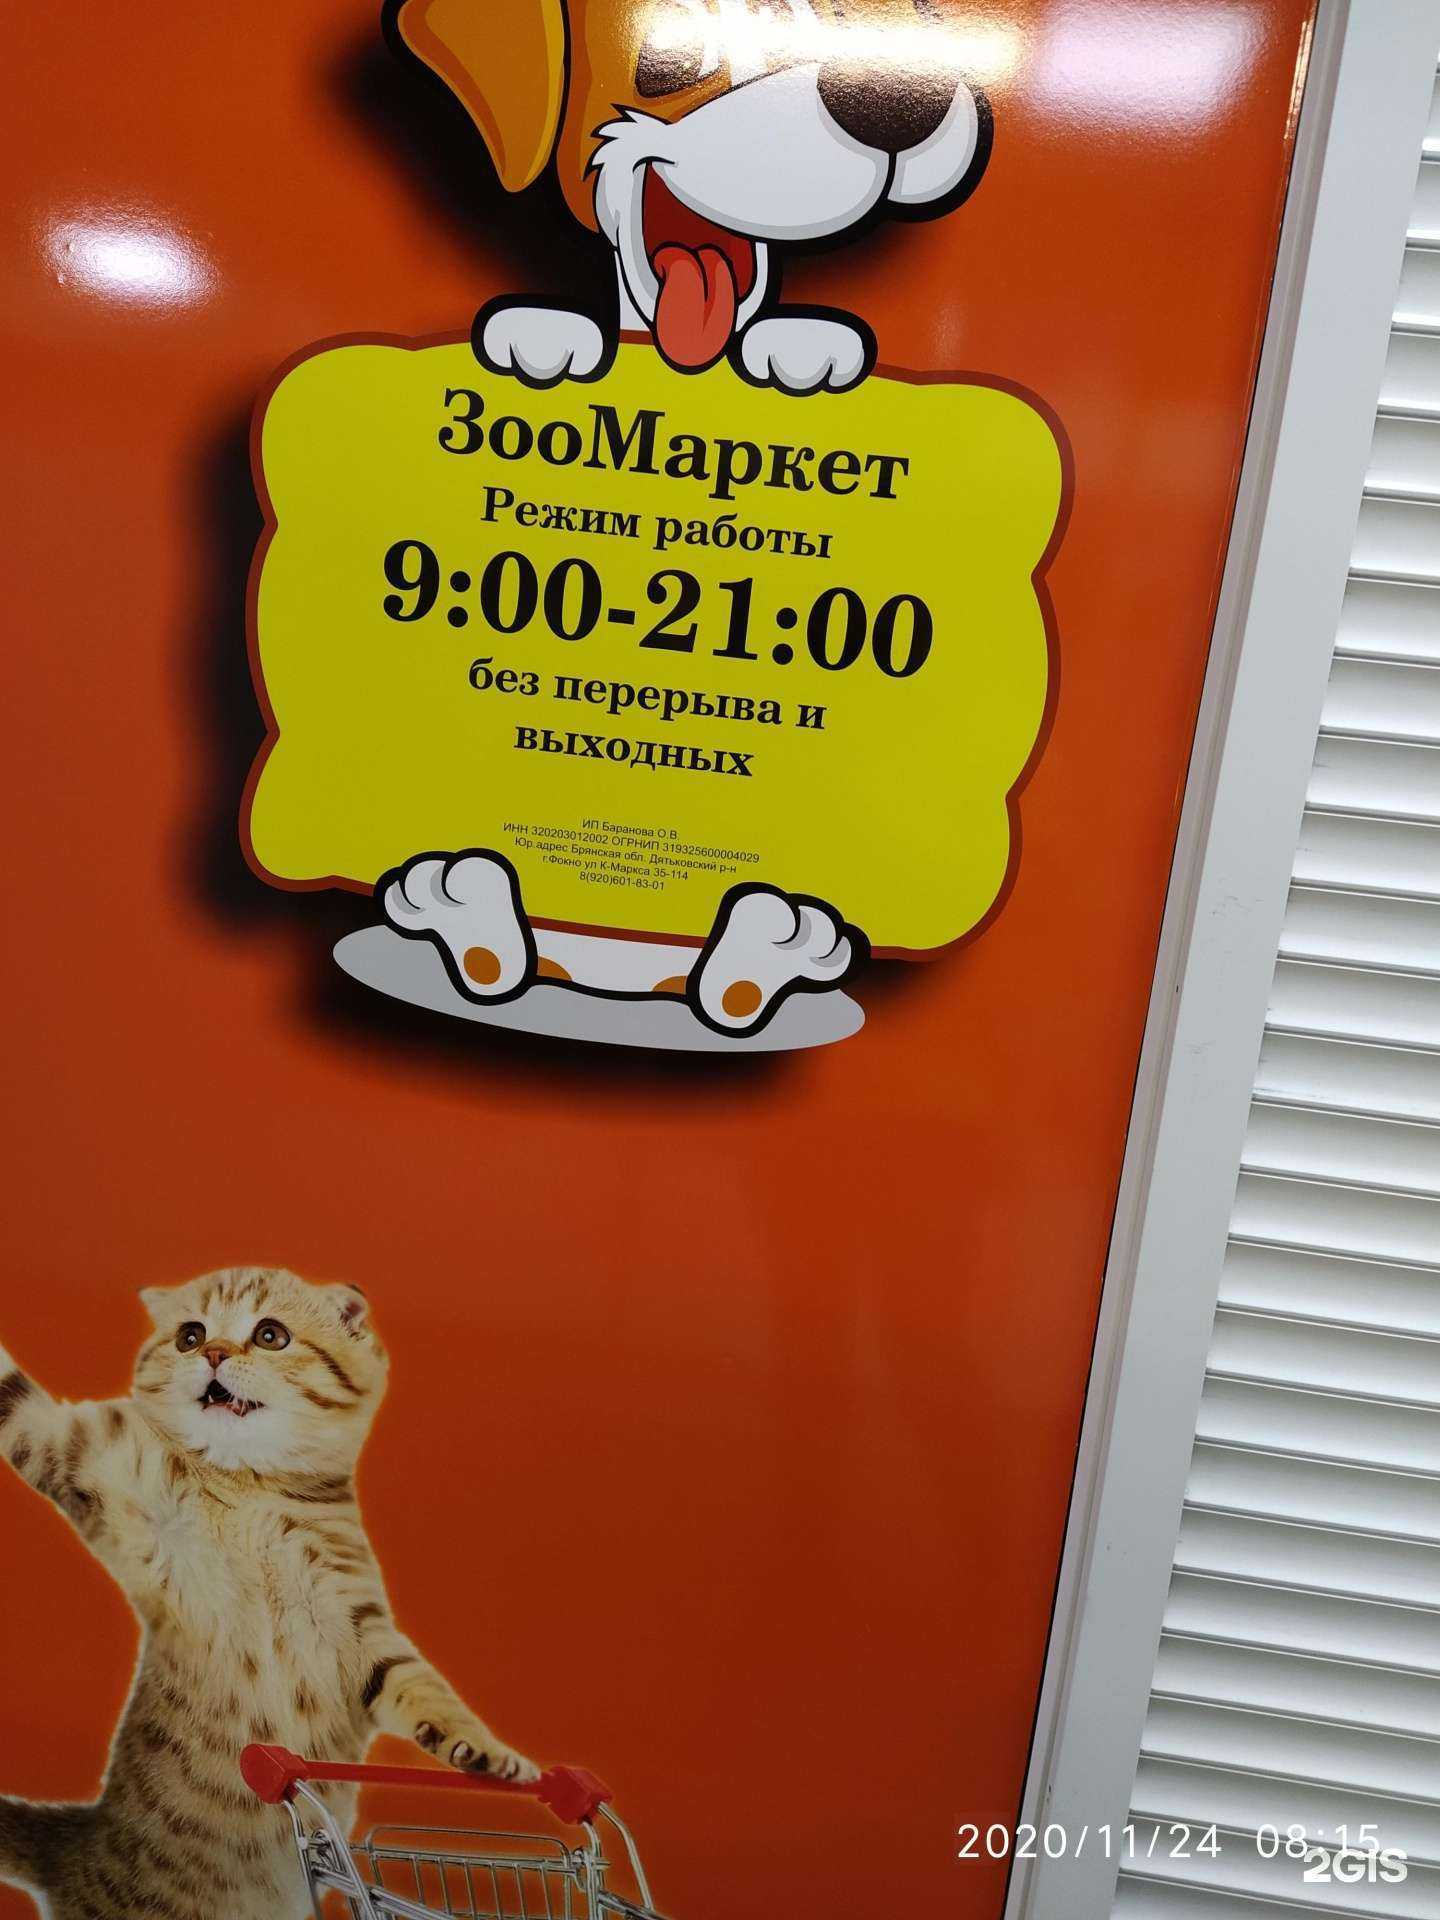 ЗооМаркет
Режим работы
9:00-21:00
без перерыва и
выходных
ИП Баранова О.В.
ИНН 320203012002 ОГРНИП 319325600004029
Юр.адрес Брянская обл. Дятьковский р-н
г.Фокно ул К-Маркса 35-114
8(920)601-83-01
2020/11/24 08:15
2GIS